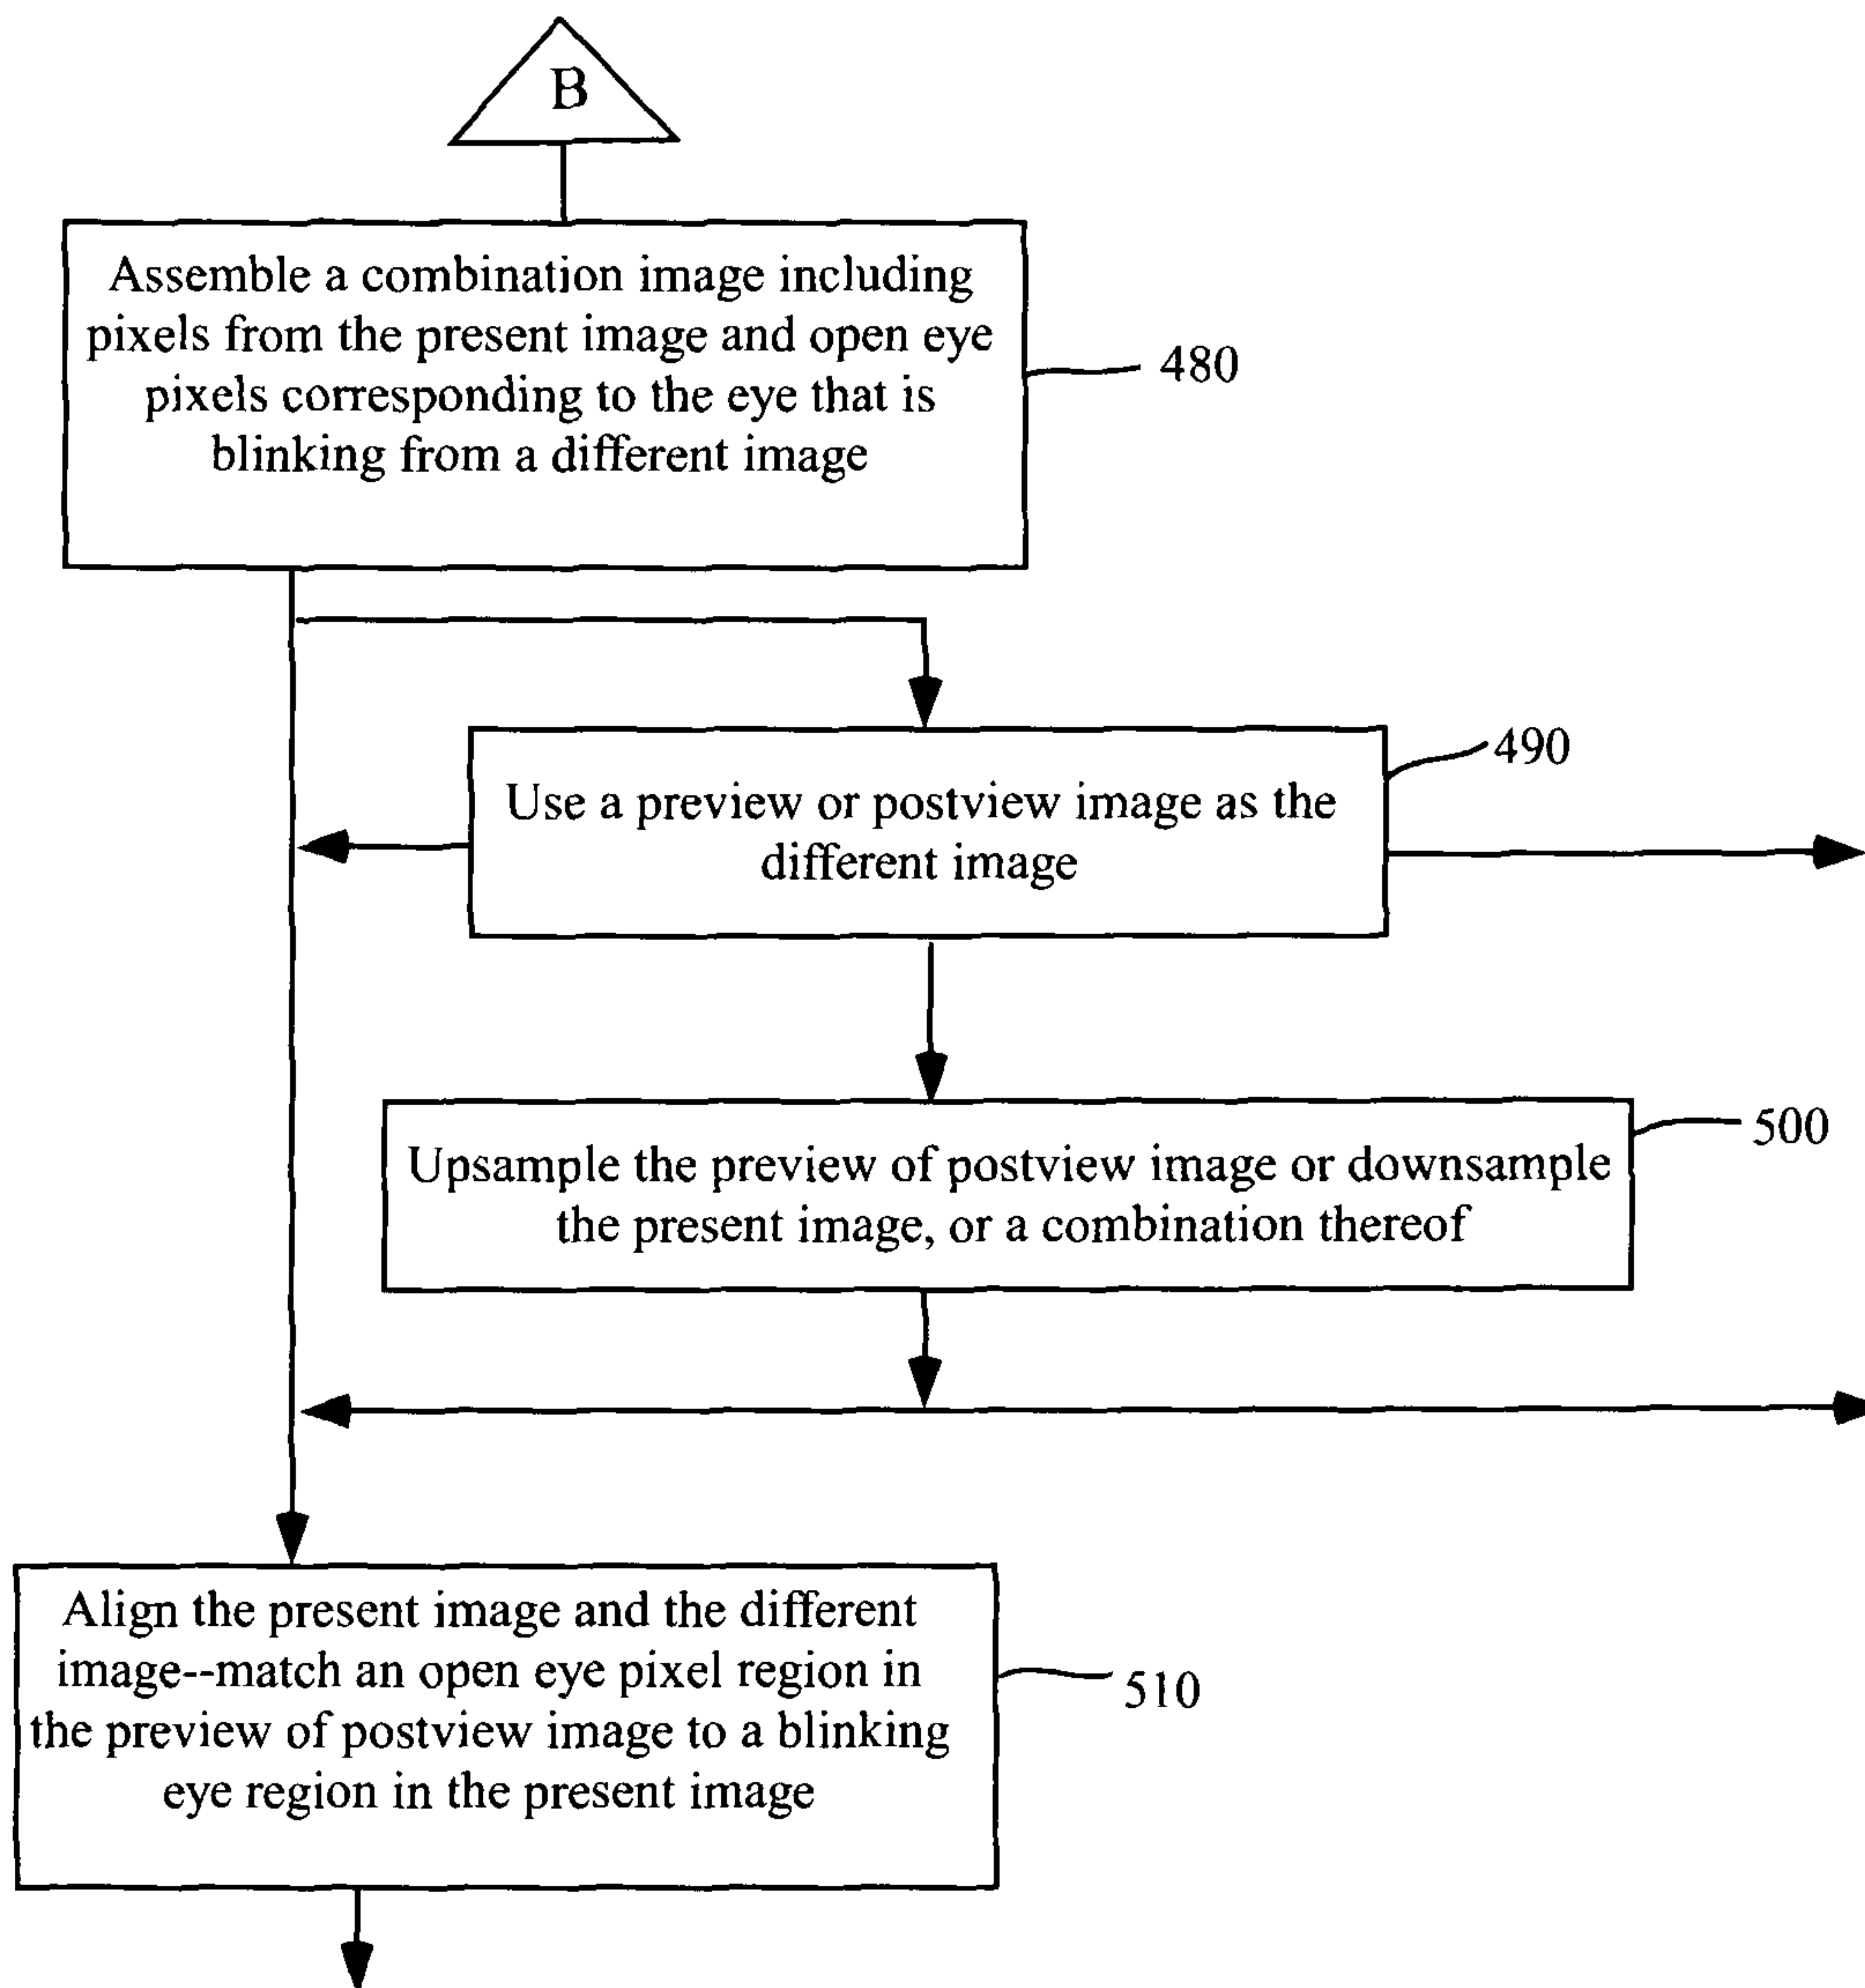 B
Assemble a combination image including
pixels from the present image and open eye
pixels corresponding to the eye that is
blinking from a different image
480
490
Use a preview or postview image as the
different image
500
Upsample the preview of postview image or downsample
the present image, or a combination thereof
Align the present image and the different
image--match an open eye pixel region in
the preview of postview image to a blinking
eye region in the present image
510